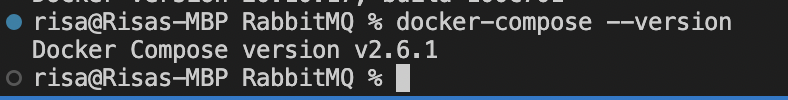 risa@Risas-MBP RabbitMQ % docker-compose --version
Docker Compose version v2.6.1
risa@Risas-MBP RabbitMQ %